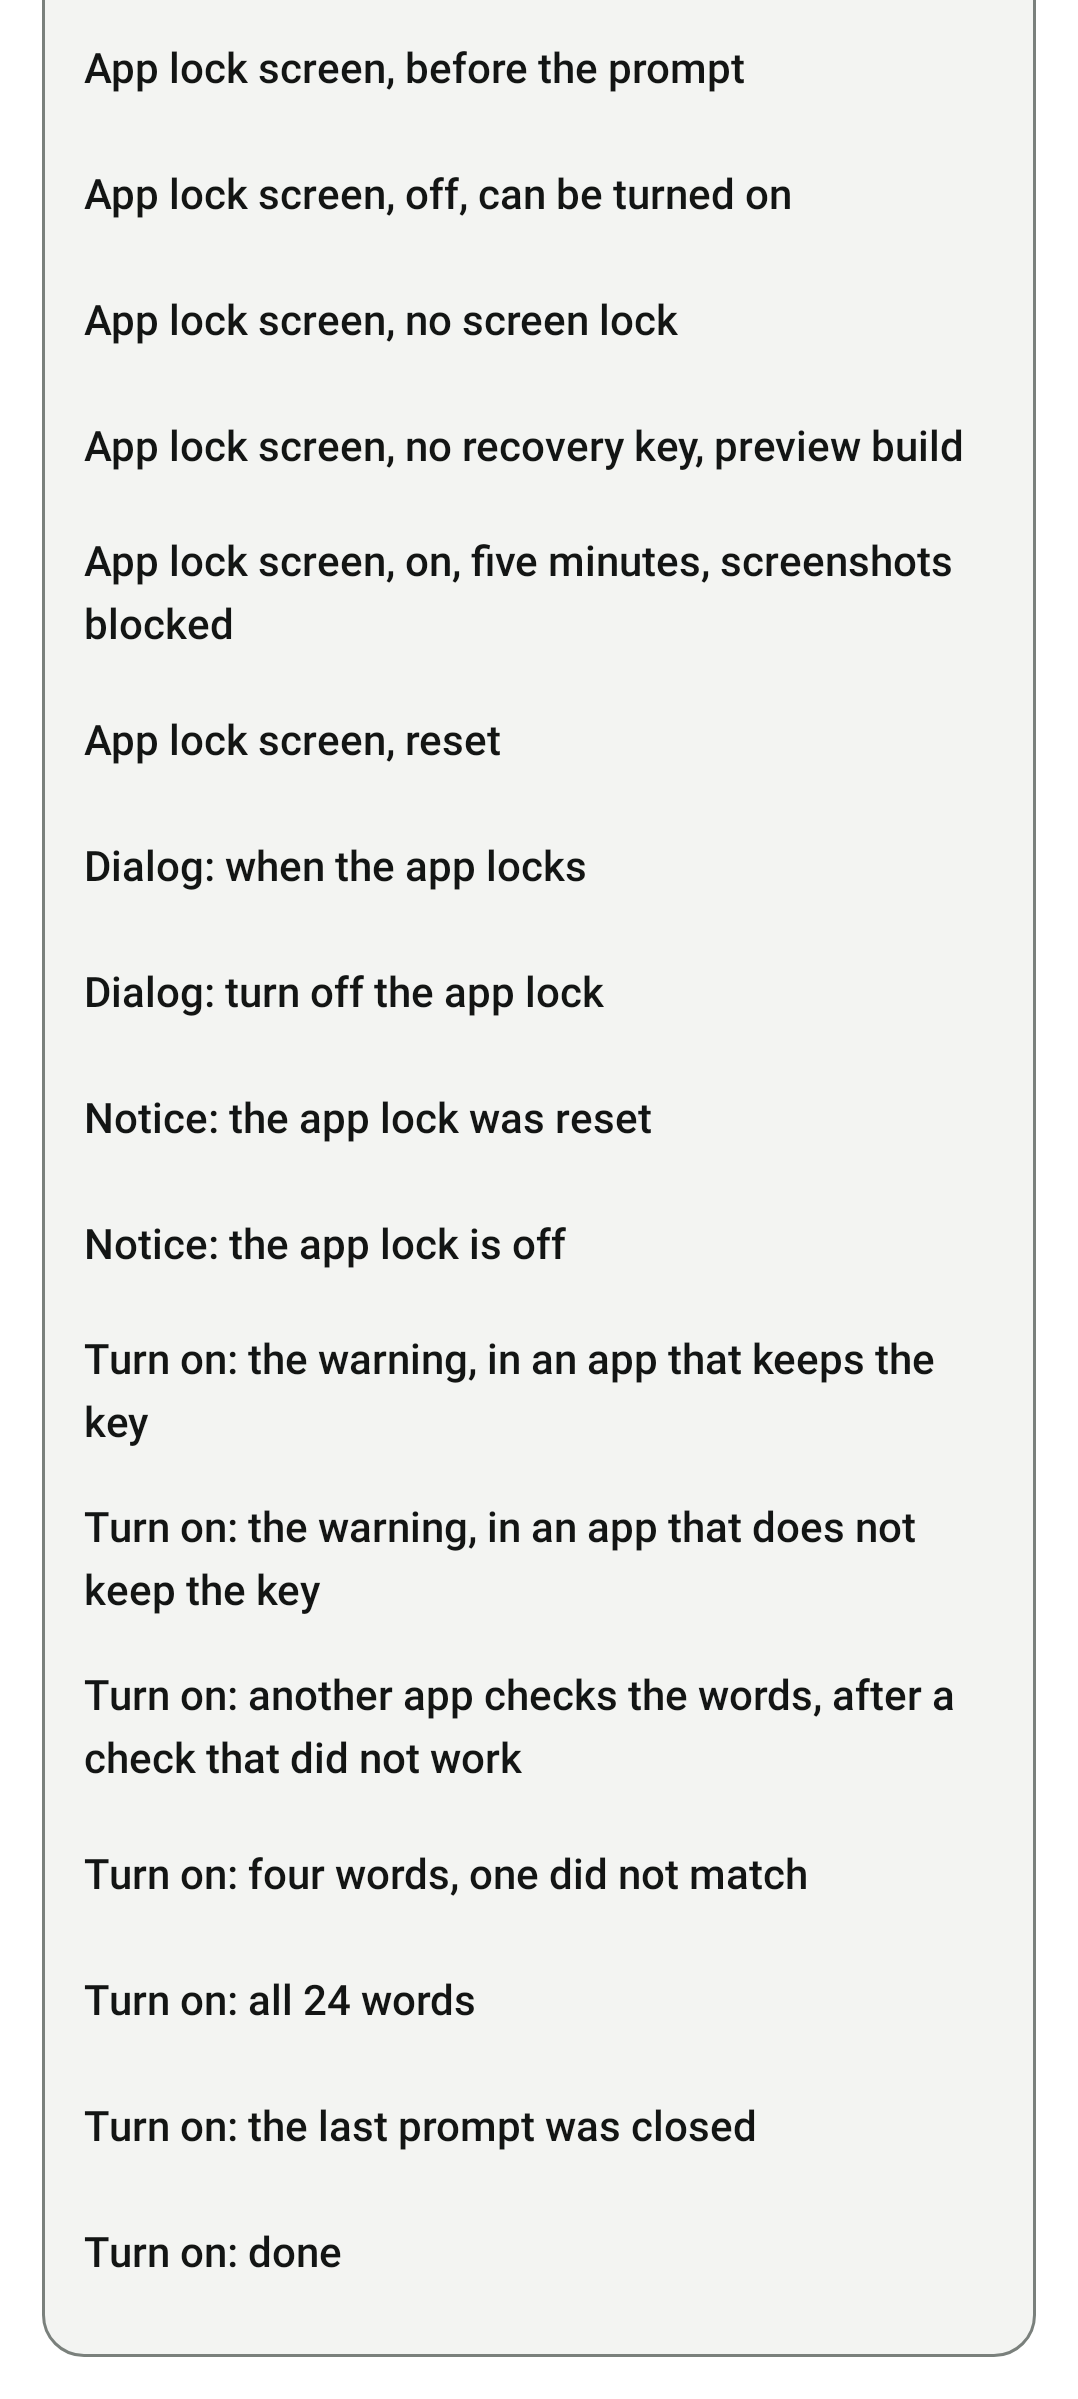 App lock screen, before the prompt
App lock screen, off, can be turned on
App lock screen, no screen lock
App lock screen, no recovery key, preview build
App lock screen, on, five minutes, screenshots
blocked
App lock screen, reset
Dialog: when the app locks
Dialog: turn off the app lock
Notice: the app lock was reset
Notice: the app lock is off
Turn on: the warning, in an app that keeps the
key
Turn on: the warning, in an app that does not
keep the key
Turn on: another app checks the words, after a
check that did not work
Turn on: four words, one did not match
Turn on: all 24 words
Turn on: the last prompt was closed
Turn on: done